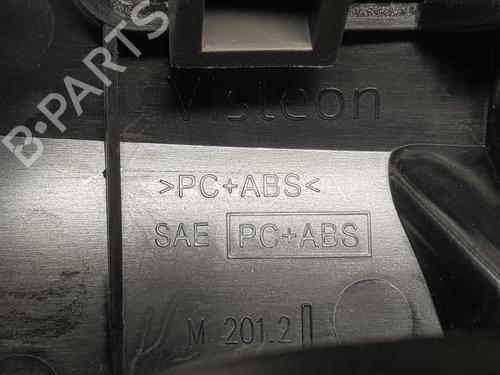 Visteon
B-PARTS
>PC+ABS<
SAE PC+ABS
M 201.2